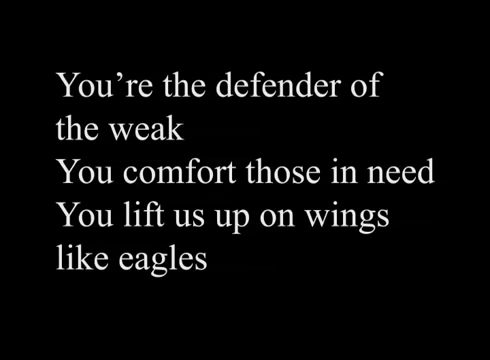 You’re the defender of
the weak
You comfort those in need
You lift us up on wings
like eagles